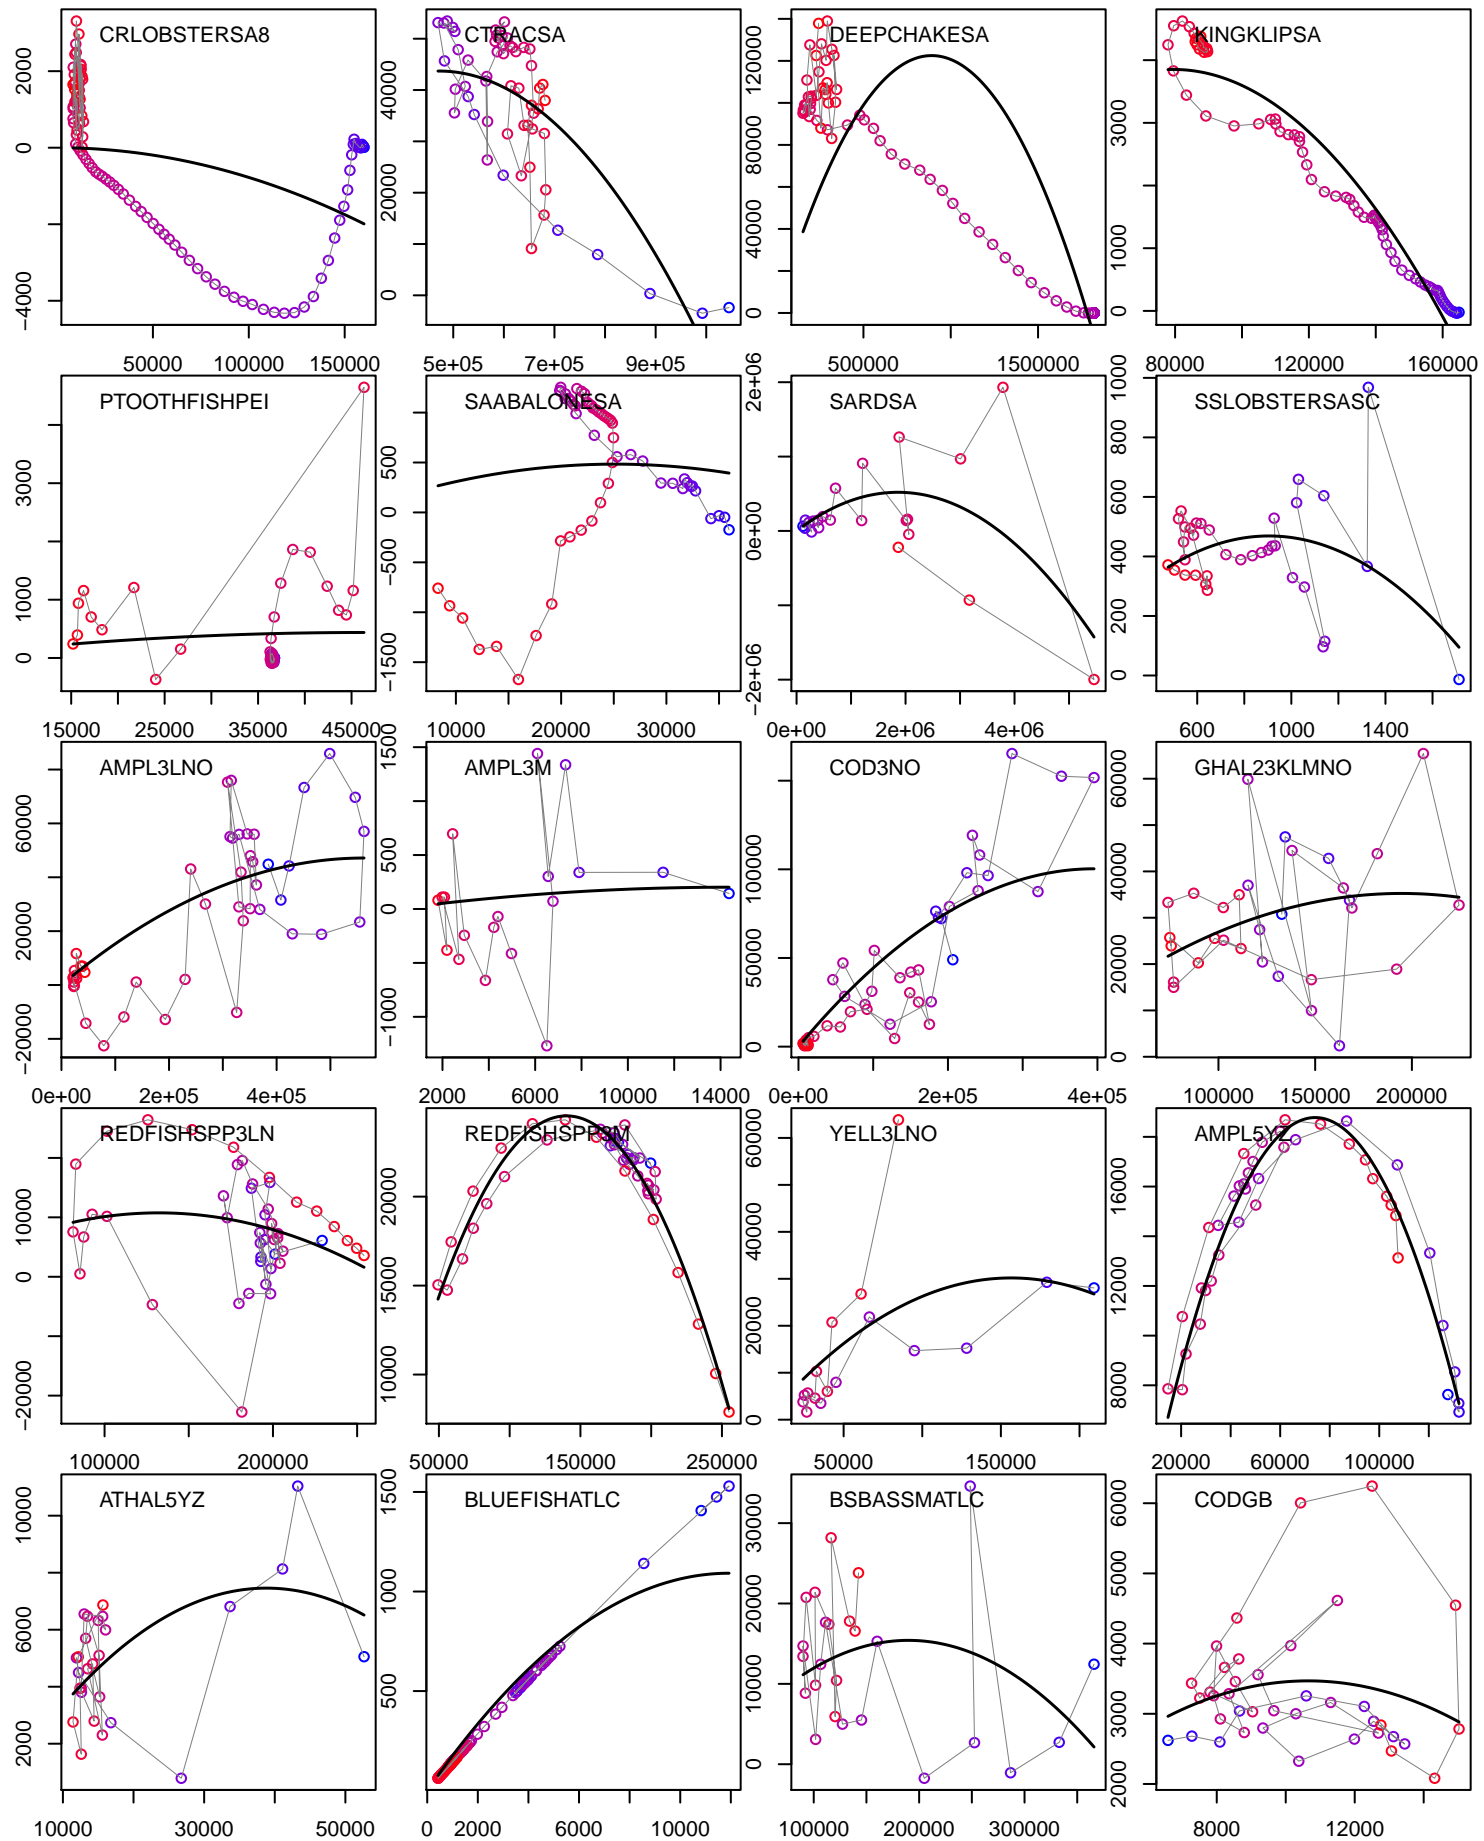 CRLOBSTERSA8
−4000 0 2000
50000 100000 150000
CTRACSA
0 20000 40000
5e+05 7e+05 9e+05
DEEPCHAKESA
0 40000 80000 120000
500000 1500000
KINGKLIPSA
0 1000 3000
80000 120000 160000
PTOOTHFISHPEI
0 1000 3000
15000 25000 35000 45000
SAABALONESA
−1500 −500 0 500
10000 20000 30000
SARDSA
−2e+06 0e+00 2e+06
0e+00 2e+06 4e+06
SSLOBSTERSASC
0 200 400 600 800 1000
600 1000 1400
AMPL3LNO
−20000 20000 60000
0e+00 2e+05 4e+05
AMPL3M
−1000 0 500 1500
2000 6000 10000 14000
COD3NO
0 50000 100000
0e+00 2e+05 4e+05
GHAL23KLMNO
0 20000 40000 60000
100000 150000 200000
REDFISHSPP3LN
−20000 0 10000
100000 200000
REDFISHSPP3M
10000 15000 20000
50000 150000 250000
YELL3LNO
0 20000 40000 60000
50000 150000
AMPL5YZ
8000 12000 16000
20000 60000 100000
ATHAL5YZ
2000 6000 10000
10000 30000 50000
BLUEFISHATLC
500 1000 1500
0 2000 6000 10000
BSBASSMATLC
0 10000 20000 30000
100000 200000 300000
CODGB
2000 3000 4000 5000 6000
8000 12000